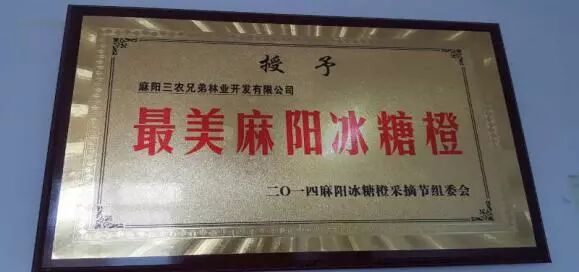 授予
麻阳三农兄弟林业开发有限公司
最美麻阳冰糖橙
二〇一四麻阳冰糖橙采摘节组委会